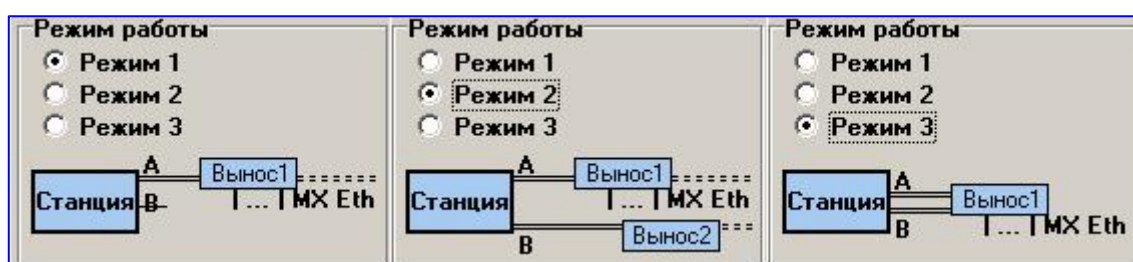 Режим работы
Режим 1
Режим 2
Режим 3
A
Вынос1
Станция
B
... MX Eth
Режим работы
Режим 1
Режим 2
Режим 3
A
Вынос1
Станция
... MX Eth
B
Вынос2
Режим работы
Режим 1
Режим 2
Режим 3
A
Станция
Вынос1
B
... MX Eth